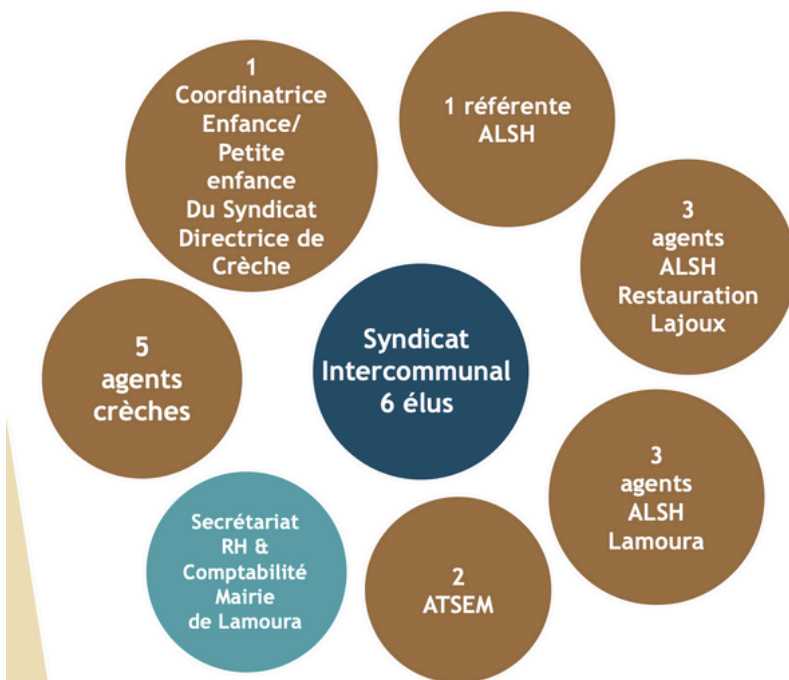 1
Coordinatrice
Enfance/
Petite
enfance
Du Syndicat
Directrice de
Crèche
1 référente
ALSH
3
agents
ALSH
Restauration
Lajoux
5
agents
crèches
Syndicat
Intercommunal
6 élus
3
agents
ALSH
Lamoura
Secrétariat
RH &
Comptabilité
Mairie
de Lamoura
2
ATSEM